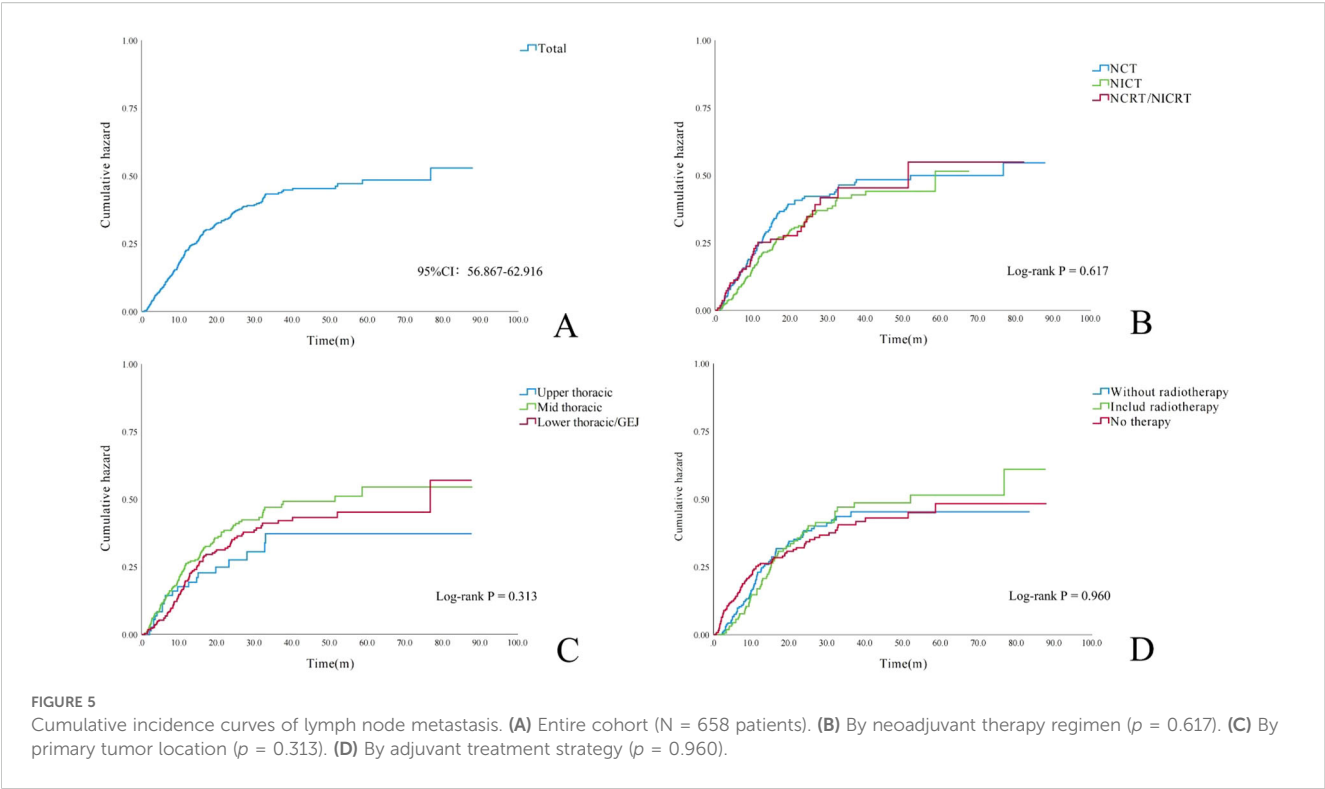 1.00
0.75
0.50
0.25
0.00
Cumulative hazard
Total
95%CI： 56.867-62.916
.0 10.0 20.0 30.0 40.0 50.0 60.0 70.0 80.0 90.0 100.0
Time(m)
A
1.00
0.75
0.50
0.25
0.00
Cumulative hazard
NCT
NICT
NCRT/NICRT
Log-rank P = 0.617
.0 10.0 20.0 30.0 40.0 50.0 60.0 70.0 80.0 90.0 100.0
Time(m)
B
1.00
0.75
0.50
0.25
0.00
Cumulative hazard
Upper thoracic
Mid thoracic
Lower thoracic/GEJ
Log-rank P = 0.313
.0 10.0 20.0 30.0 40.0 50.0 60.0 70.0 80.0 90.0 100.0
Time(m)
C
1.00
0.75
0.50
0.25
0.00
Cumulative hazard
Without radiotherapy
Includ radiotherapy
No therapy
Log-rank P = 0.960
.0 10.0 20.0 30.0 40.0 50.0 60.0 70.0 80.0 90.0 100.0
Time(m)
D
FIGURE 5
Cumulative incidence curves of lymph node metastasis. (A) Entire cohort (N = 658 patients). (B) By neoadjuvant therapy regimen (p = 0.617). (C) By
primary tumor location (p = 0.313). (D) By adjuvant treatment strategy (p = 0.960).